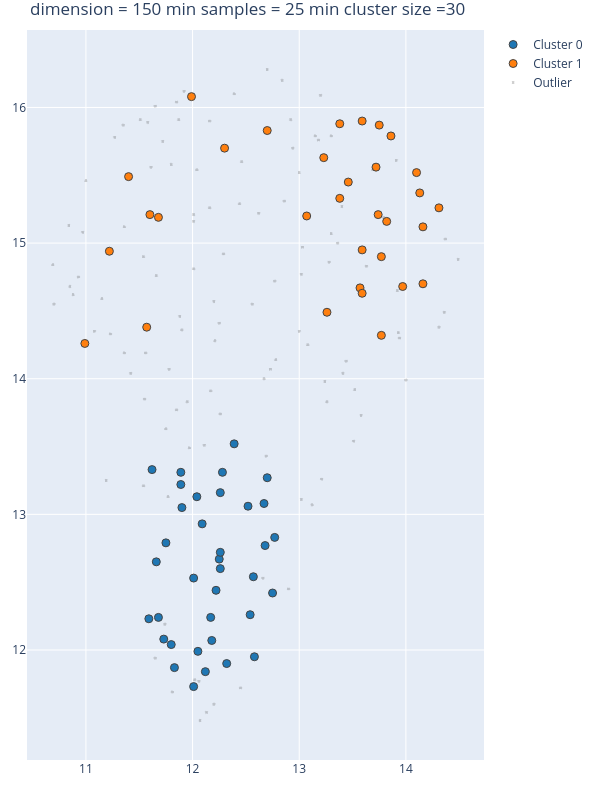 dimension = 150 min samples = 25 min cluster size =30
Cluster 0
Cluster 1
Outlier
16
15
14
13
12
11 12 13 14